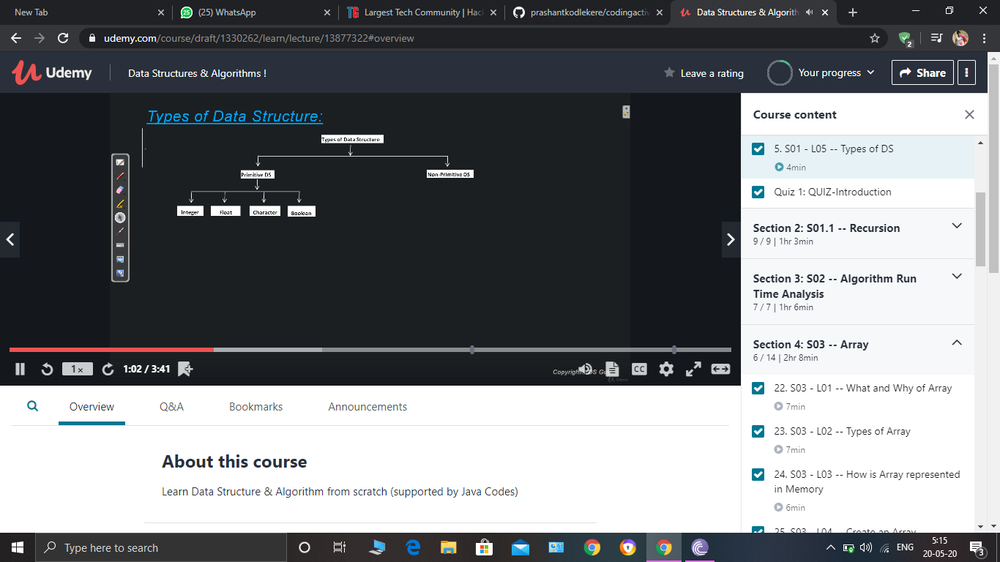 New Tab
(25) WhatsApp
Largest Tech Community | Hac
prashantkodlekere/codingactiv
Data Structures & Algorith
udemy.com/course/draft/1330262/learn/lecture/13877322#overview
2
Udemy
Data Structures & Algorithms !
Leave a rating
Your progress
Share
Types of Data Structure:
Types of Data Structure
Primitive DS
Non-Primitive DS
Integer
Float
Character
Boolean
1x
1:02 / 3:41
CC
Course content
5. S01 - L05 -- Types of DS
4min
Quiz 1: QUIZ-Introduction
Section 2: S01.1 -- Recursion
9 / 9 | 1hr 3min
Section 3: S02 -- Algorithm Run
Time Analysis
7 / 7 | 1hr 6min
Section 4: S03 -- Array
6 / 14 | 2hr 8min
22. S03 - L01 -- What and Why of Array
7min
23. S03 - L02 -- Types of Array
7min
24. S03 - L03 -- How is Array represented
in Memory
6min
25. S03 - L04 -- Create an Array
Overview
Q&A
Bookmarks
Announcements
About this course
Learn Data Structure & Algorithm from scratch (supported by Java Codes)
Type here to search
ENG
5:15
20-05-20
3